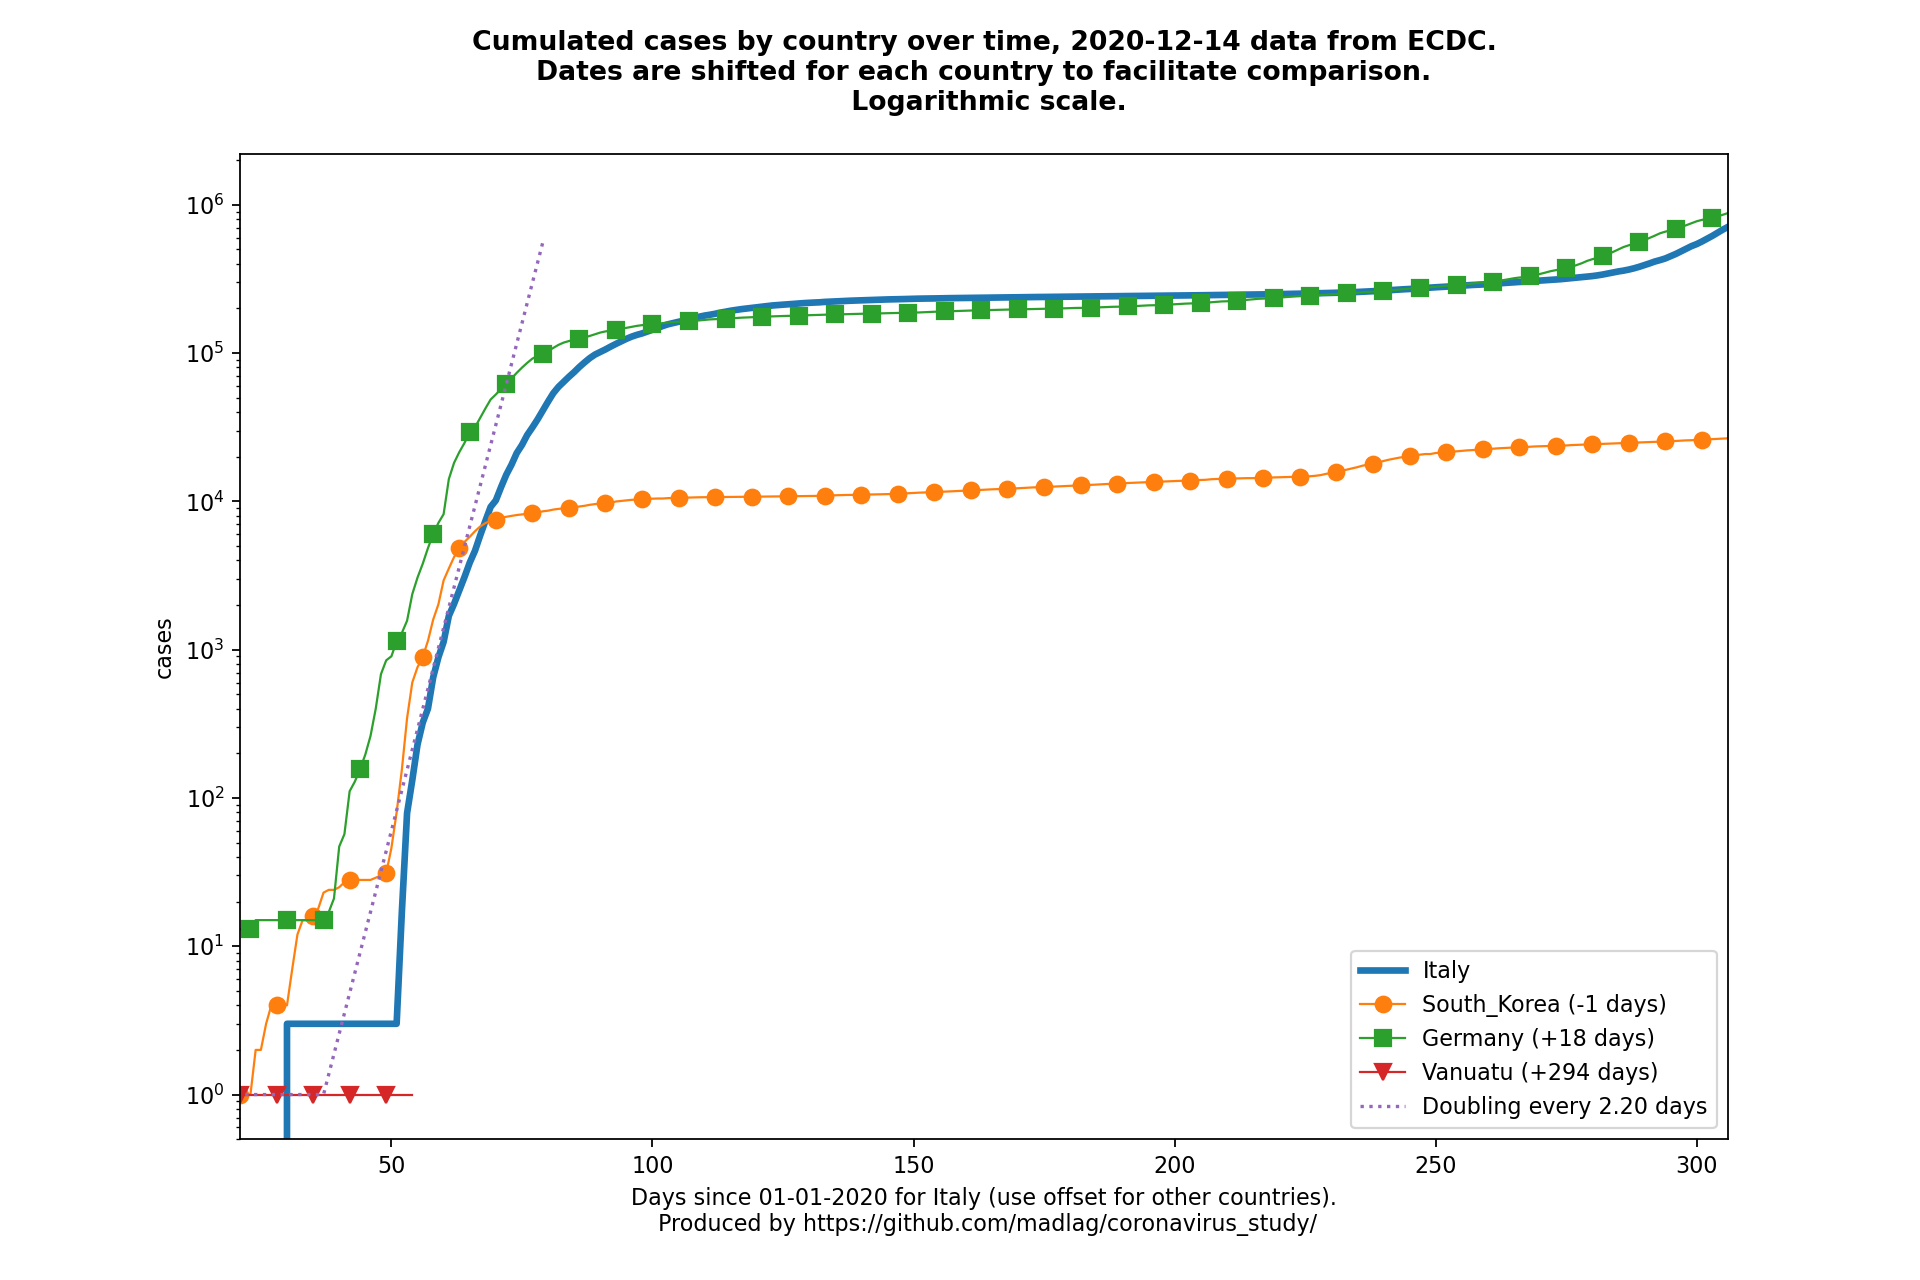 Cumulated cases by country over time, 2020-12-14 data from ECDC.
Dates are shifted for each country to facilitate comparison.
Logarithmic scale.
10^6
10^5
10^4
10^3
10^2
10^1
10^0
cases
50 100 150 200 250 300
Italy
South_Korea (-1 days)
Germany (+18 days)
Vanuatu (+294 days)
Doubling every 2.20 days
Days since 01-01-2020 for Italy (use offset for other countries).
Produced by https://github.com/madlag/coronavirus_study/